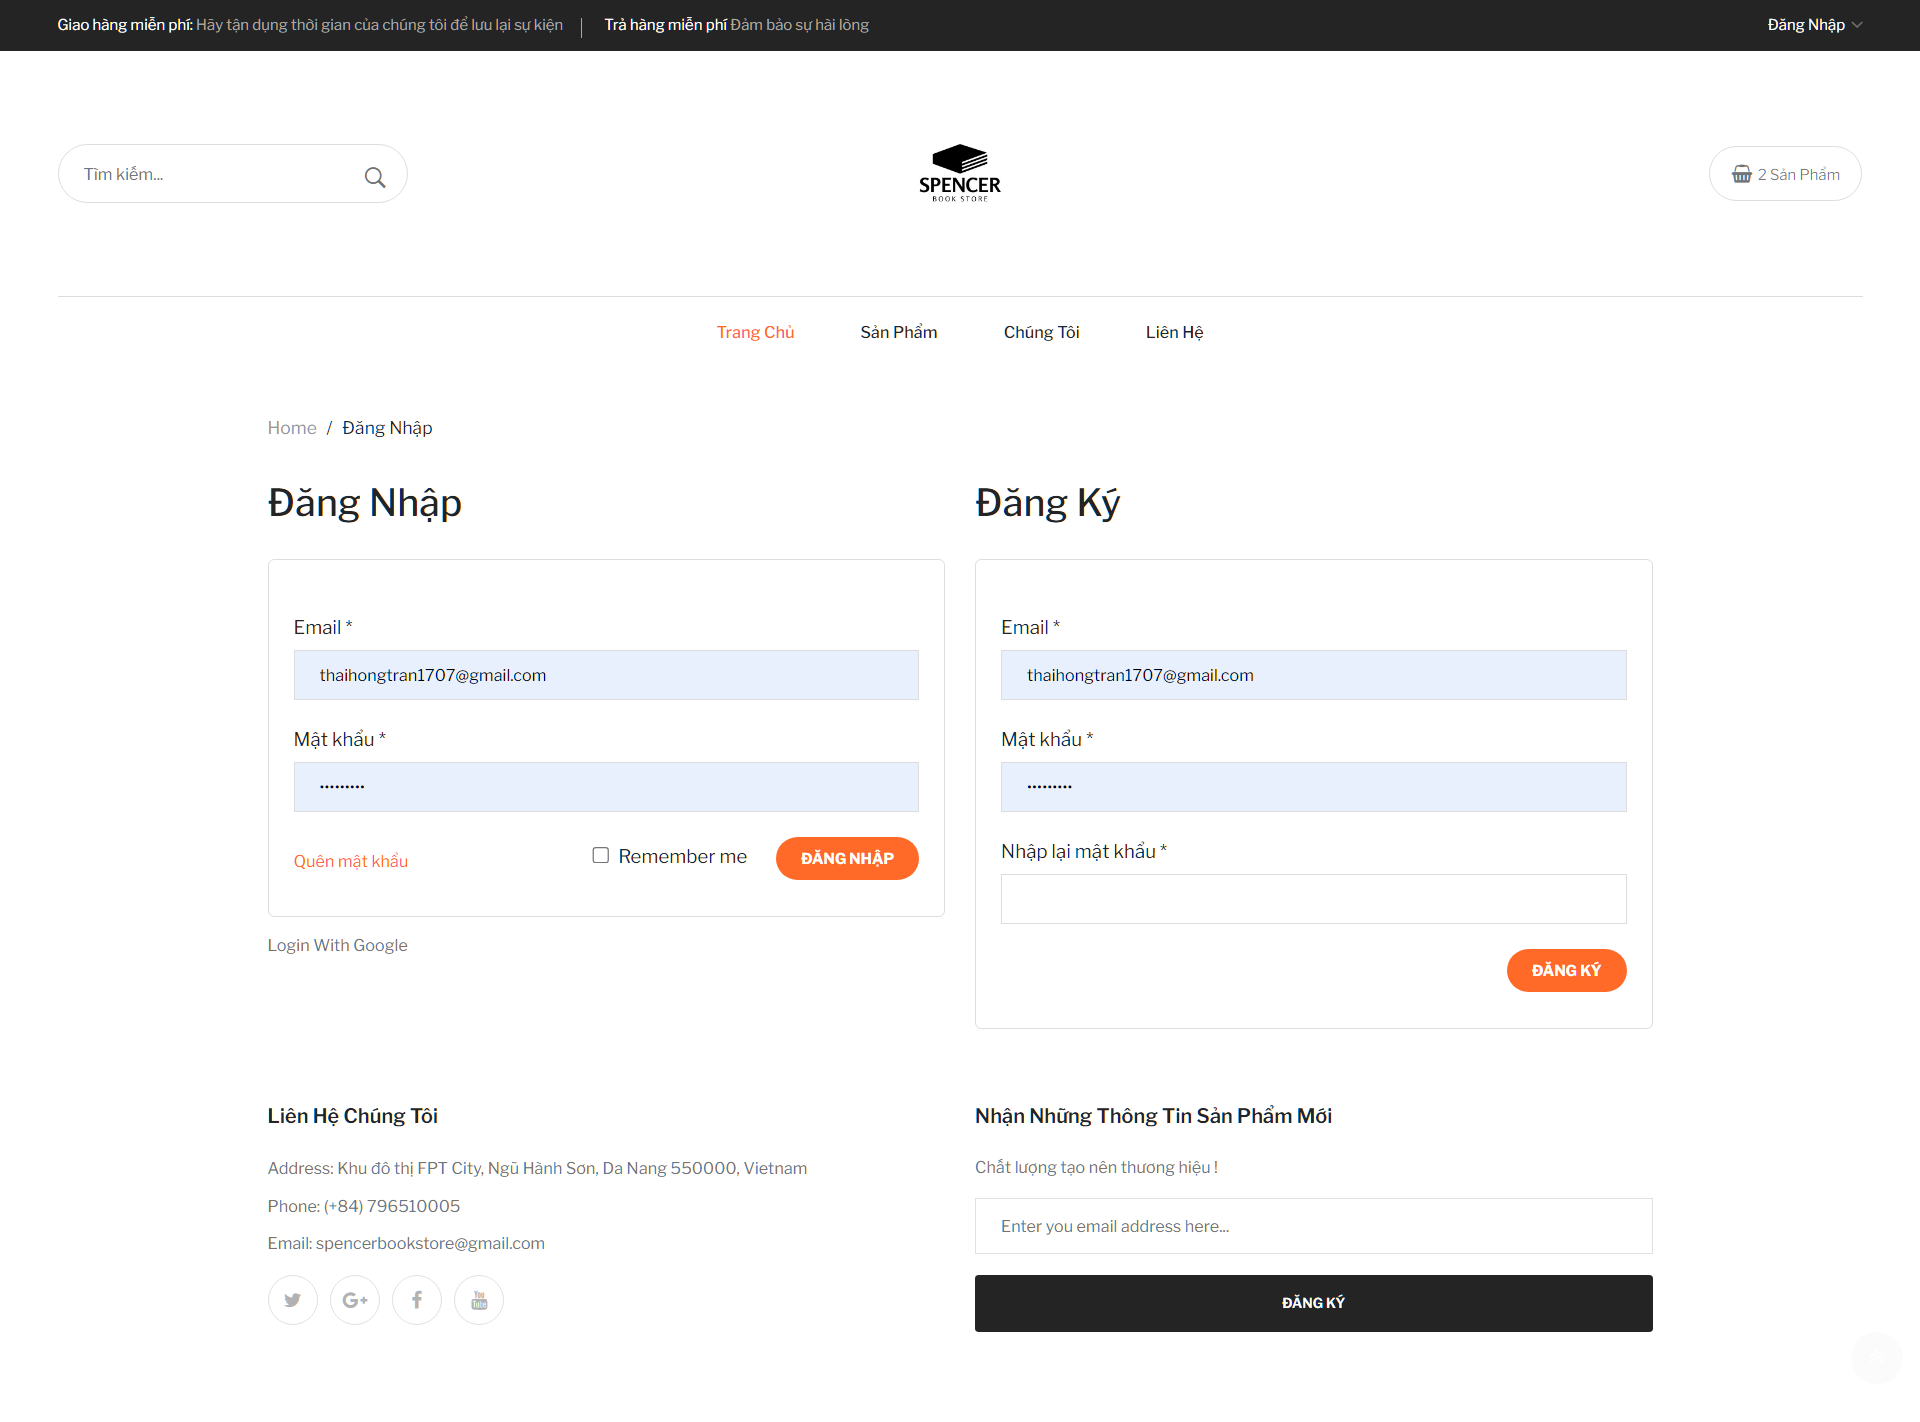 Giao hàng miễn phí: Hãy tận dụng thời gian của chúng tôi để lưu lại sự kiện
Trả hàng miễn phí Đảm bảo sự hài lòng
Đăng Nhập
Tìm kiếm...
SPENCER
BOOK STORE
2 Sản Phẩm
Trang Chủ
Sản Phẩm
Chúng Tôi
Liên Hệ
Home / Đăng Nhập
Đăng Nhập
Email *
thaihongtran1707@gmail.com
Mật khẩu *
•••••••••
Quên mật khẩu
Remember me
ĐĂNG NHẬP
Login With Google
Đăng Ký
Email *
thaihongtran1707@gmail.com
Mật khẩu *
•••••••••
Nhập lại mật khẩu *
ĐĂNG KÝ
Liên Hệ Chúng Tôi
Address: Khu đô thị FPT City, Ngũ Hành Sơn, Da Nang 550000, Vietnam
Phone: (+84) 796510005
Email: spencerbookstore@gmail.com
You
Tube
Nhận Những Thông Tin Sản Phẩm Mới
Chất lượng tạo nên thương hiệu !
Enter you email address here...
ĐĂNG KÝ